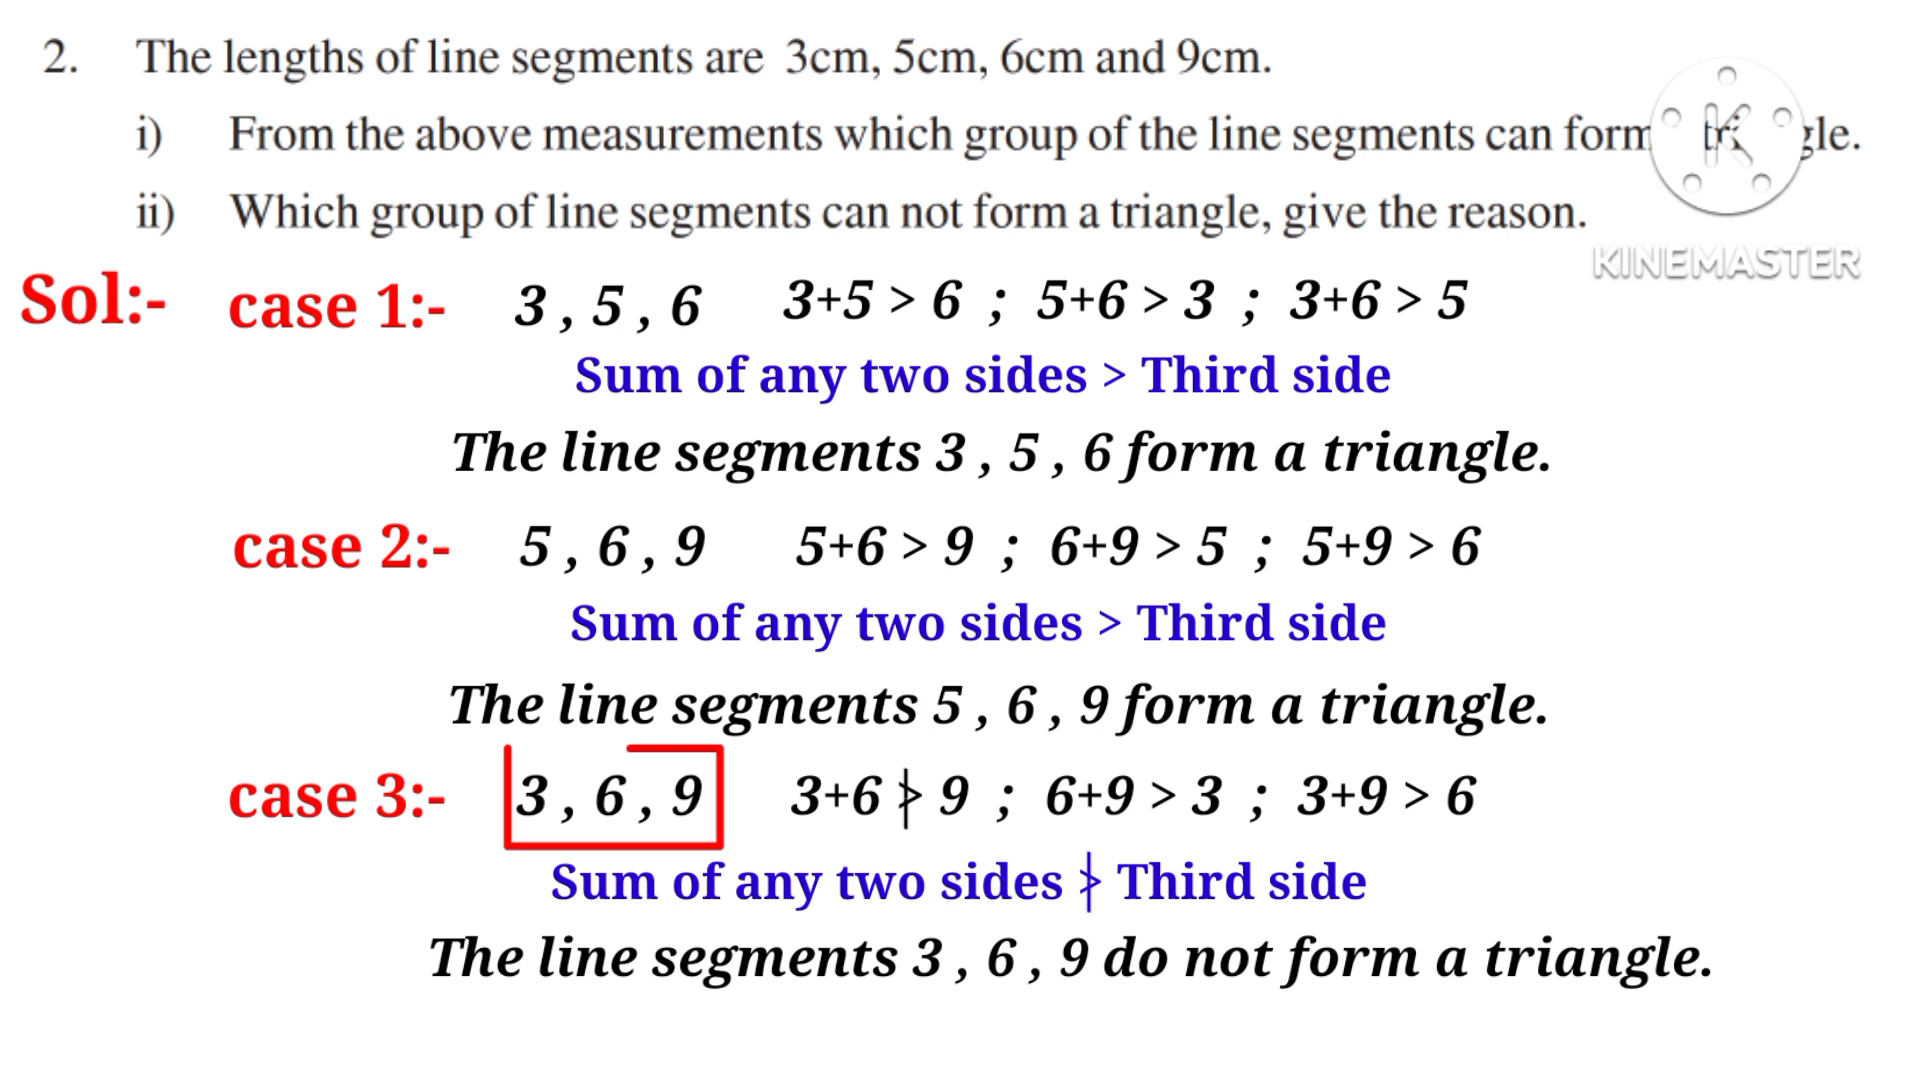 2. The lengths of line segments are 3cm, 5cm, 6cm and 9cm.
i) From the above measurements which group of the line segments can form
ii) Which group of line segments can not form a triangle, give the reason.
KINEMASTER
Sol:- case 1:- 3 , 5 , 6 3+5 > 6 ; 5+6 > 3 ; 3+6 > 5
Sum of any two sides > Third side
The line segments 3 , 5 , 6 form a triangle.
case 2:- 5 , 6 , 9 5+6 > 9 ; 6+9 > 5 ; 5+9 > 6
Sum of any two sides > Third side
The line segments 5 , 6 , 9 form a triangle.
case 3:- 3 , 6 , 9 3+6 ≯ 9 ; 6+9 > 3 ; 3+9 > 6
Sum of any two sides ≯ Third side
The line segments 3 , 6 , 9 do not form a triangle.